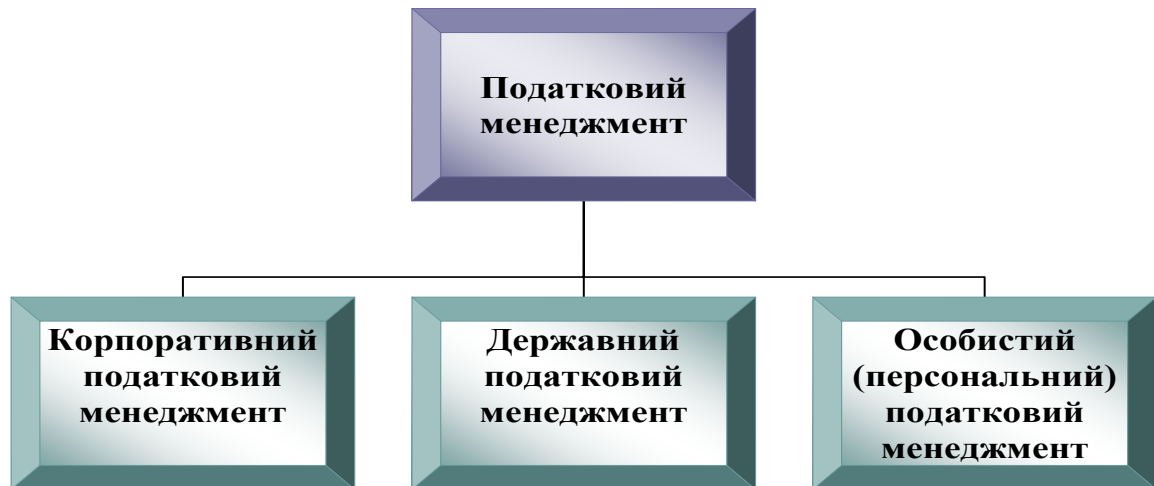 Податковий
менеджмент
Корпоративний
податковий
менеджмент
Державний
податковий
менеджмент
Особистий
(персональний)
податковий
менеджмент